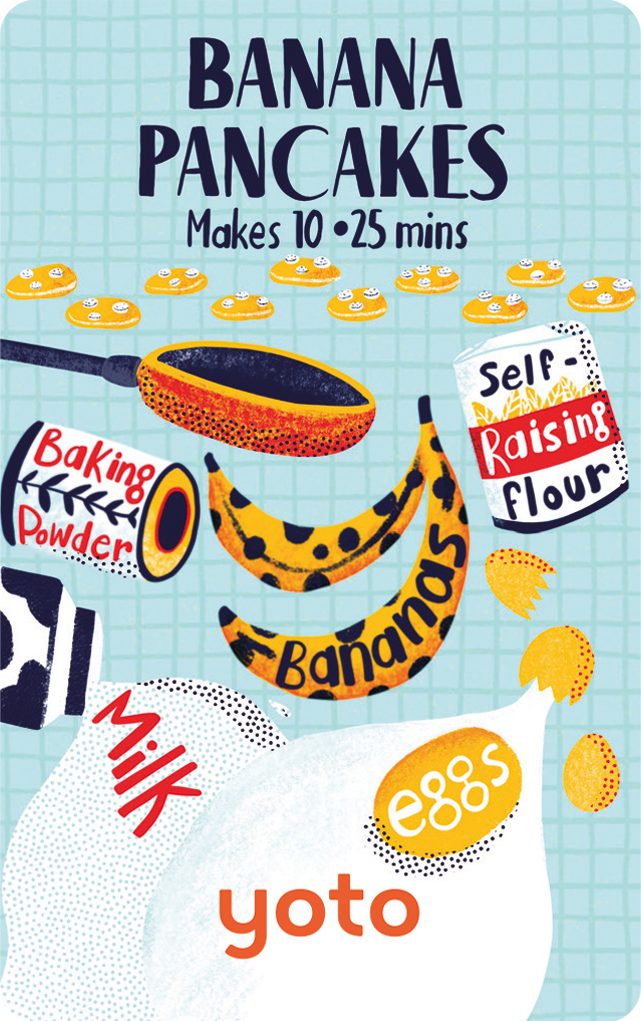 BANANA
PANCAKES
Makes 10 • 25 mins
Self-
Raising
flour
Baking
Powder
Bananas
Milk
eggs
yoto